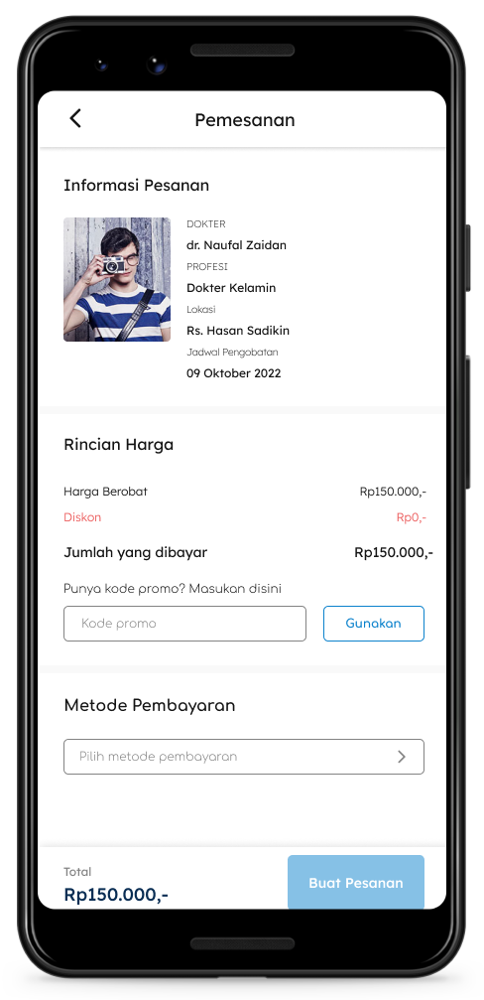 Pemesanan
Informasi Pesanan
DOKTER
dr. Naufal Zaidan
PROFESI
Dokter Kelamin
Lokasi
Rs. Hasan Sadikin
Jadwal Pengobatan
09 Oktober 2022
Rincian Harga
Harga Berobat Rp150.000,-
Diskon Rp0,-
Jumlah yang dibayar Rp150.000,-
Punya kode promo? Masukan disini
Kode promo Gunakan
Metode Pembayaran
Pilih metode pembayaran
Total
Rp150.000,- Buat Pesanan